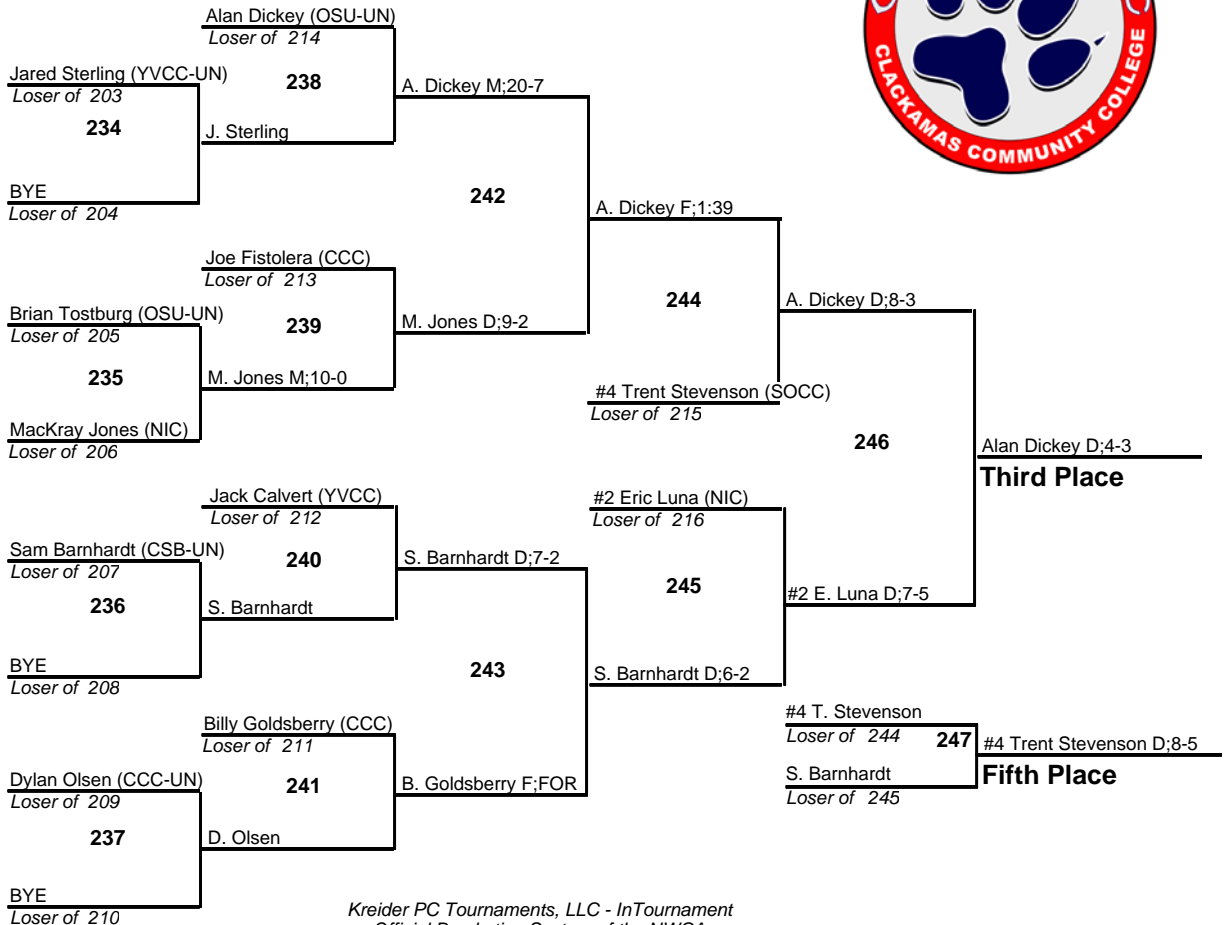 Alan Dickey (OSU-UN)
Loser of 214
238
Jared Sterling (YVCC-UN)
Loser of 203
234
A. Dickey M;20-7
J. Sterling
BYE
Loser of 204
242
A. Dickey F;1:39
Joe Fistolera (CCC)
Loser of 213
239
Brian Tostburg (OSU-UN)
Loser of 205
235
M. Jones D;9-2
M. Jones M;10-0
MacKray Jones (NIC)
Loser of 206
244
A. Dickey D;8-3
#4 Trent Stevenson (SOCC)
Loser of 215
246
Alan Dickey D;4-3
Third Place
Jack Calvert (YVCC)
Loser of 212
240
Sam Barnhardt (CSB-UN)
Loser of 207
236
S. Barnhardt D;7-2
S. Barnhardt
BYE
Loser of 208
#2 Eric Luna (NIC)
Loser of 216
245
#2 E. Luna D;7-5
243
S. Barnhardt D;6-2
Billy Goldsberry (CCC)
Loser of 211
241
Dylan Olsen (CCC-UN)
Loser of 209
237
B. Goldsberry F;FOR
D. Olsen
BYE
Loser of 210
#4 T. Stevenson
Loser of 244
247
S. Barnhardt
Loser of 245
#4 Trent Stevenson D;8-5
Fifth Place
CLACKAMAS COMMUNITY COLLEGE
Kreider PC Tournaments, LLC - InTournament